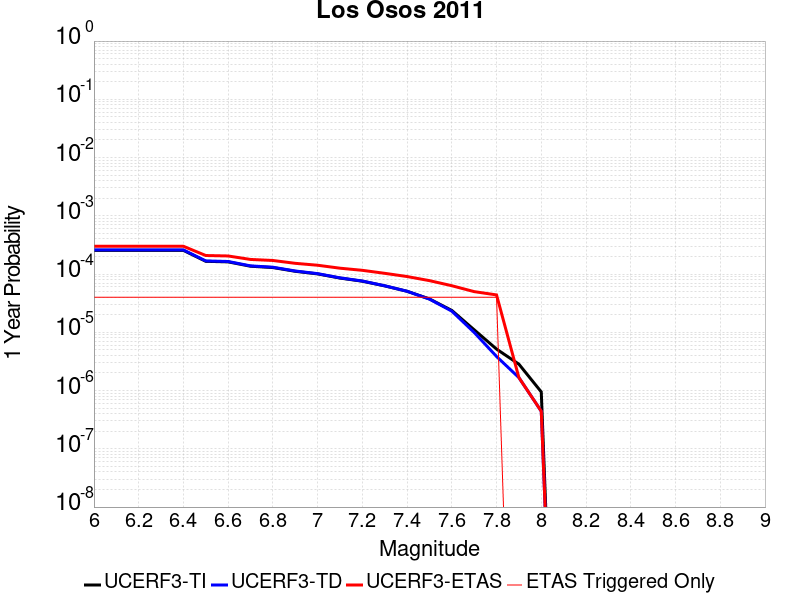 Los Osos 2011
10 0
10 -1
10 -2
10 -3
10 -4
10 -5
10 -6
10 -7
10 -8
1 Year Probability
6 6.2 6.4 6.6 6.8 7 7.2 7.4 7.6 7.8 8 8.2 8.4 8.6 8.8 9
Magnitude
UCERF3-TI UCERF3-TD UCERF3-ETAS ETAS Triggered Only